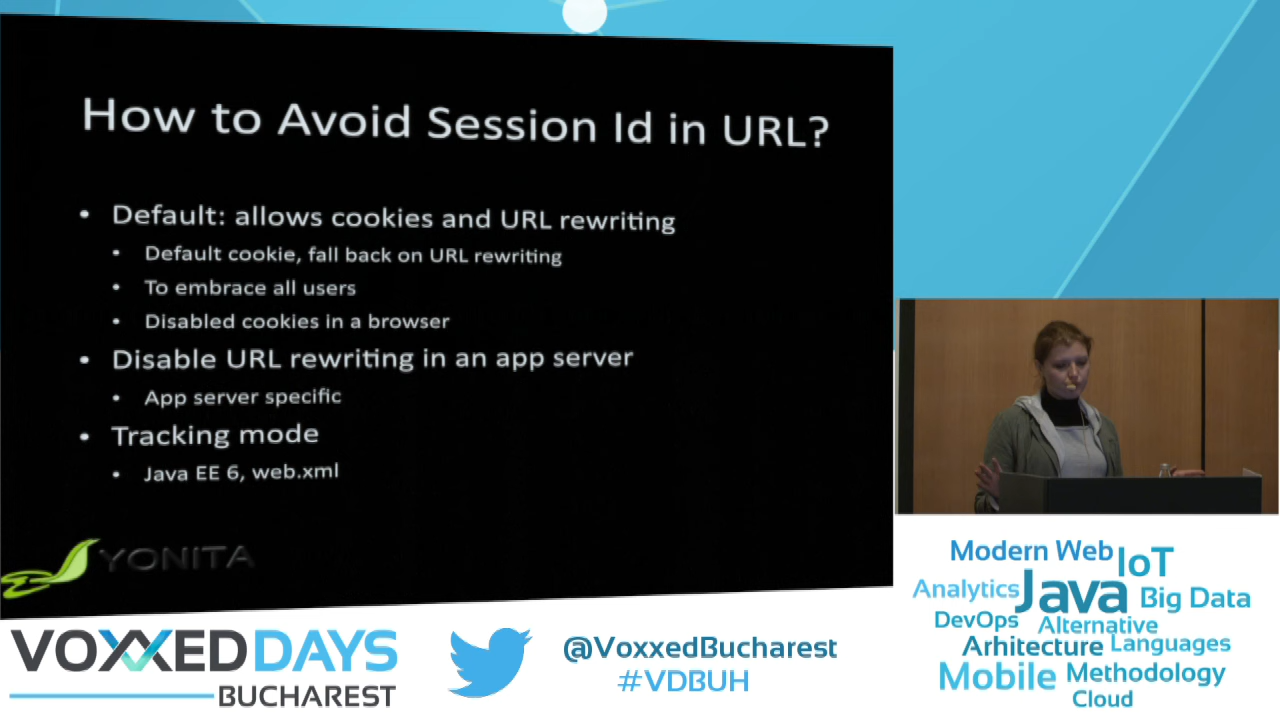 How to Avoid Session Id in URL?
• Default: allows cookies and URL rewriting
• Default cookie, fall back on URL rewriting
• To embrace all users
• Disabled cookies in a browser
• Disable URL rewriting in an app server
• App server specific
• Tracking mode
• Java EE 6, web.xml
YONITA
VOXXED DAYS
BUCHAREST
@VoxxedBucharest
#VDBUH
Modern Web
IoT
Analytics
Java
Big Data
DevOps
Alternative
Arhitecture
Languages
Mobile
Methodology
Cloud